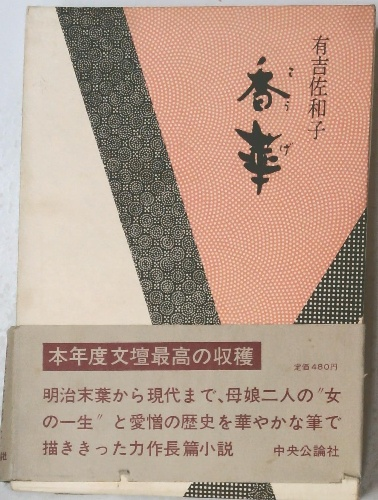 有吉佐和子
香華
こうげ
本年度文壇最高の収穫
定価480円
明治末葉から現代まで、母娘二人の〝女
の一生〟と愛憎の歴史を華やかな筆で
描ききった力作長篇小説
中央公論社